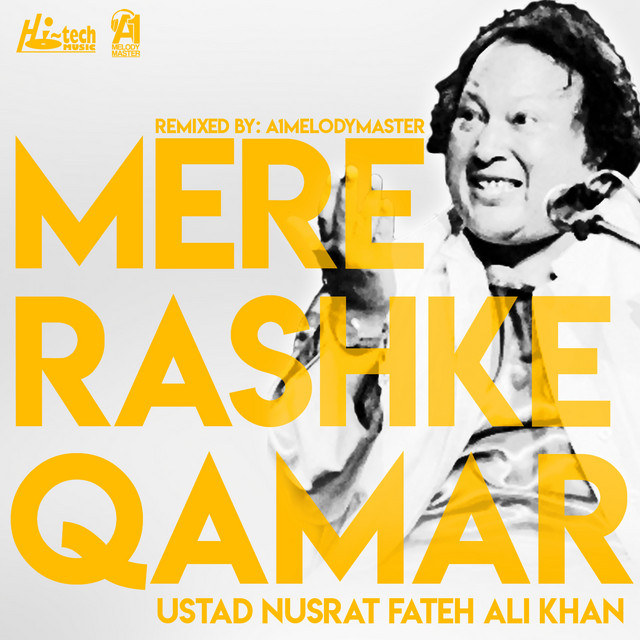 Hi-tech
MUSIC
A1
MELODY
MASTER
REMIXED BY: A1MELODYMASTER
MERE
RASHKE
QAMAR
USTAD NUSRAT FATEH ALI KHAN